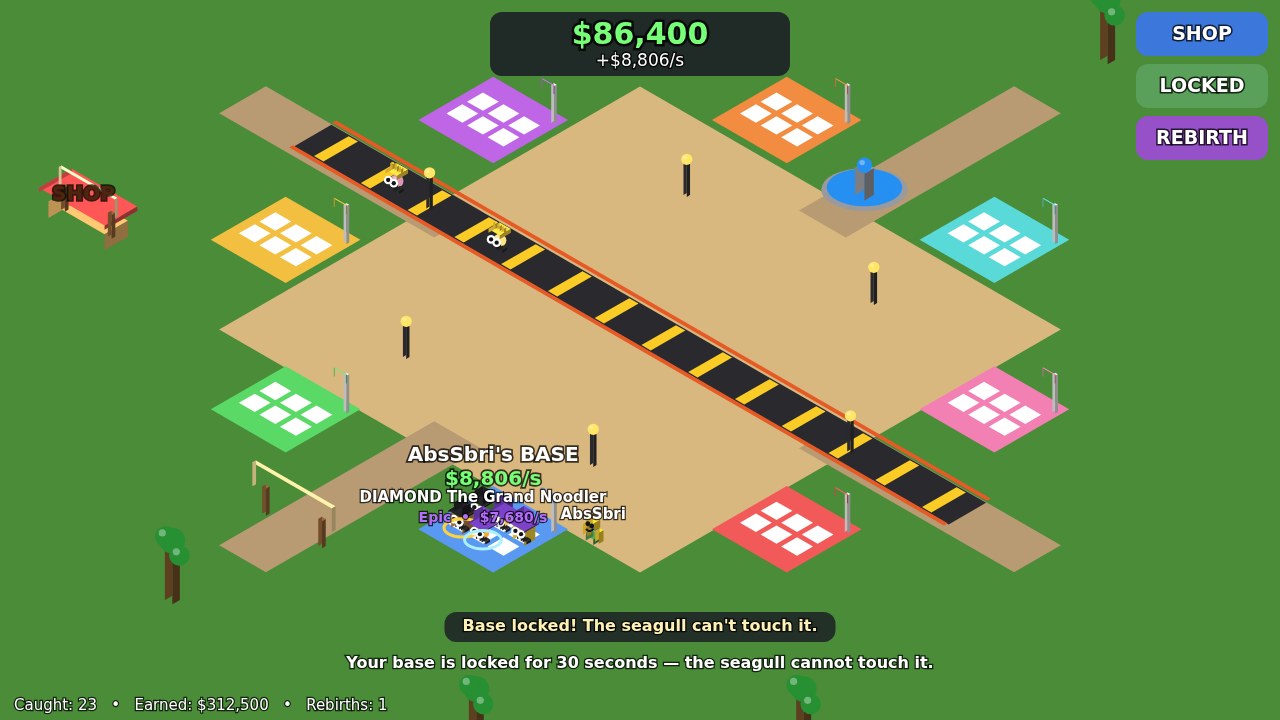 $86,400
+$8,806/s
SHOP
LOCKED
REBIRTH
SHOP
AbsSbri's BASE
$8,806/s
DIAMOND The Grand Noodler
Epic • $7,680/s
AbsSbri
Base locked! The seagull can't touch it.
Your base is locked for 30 seconds — the seagull cannot touch it.
Caught: 23 • Earned: $312,500 • Rebirths: 1